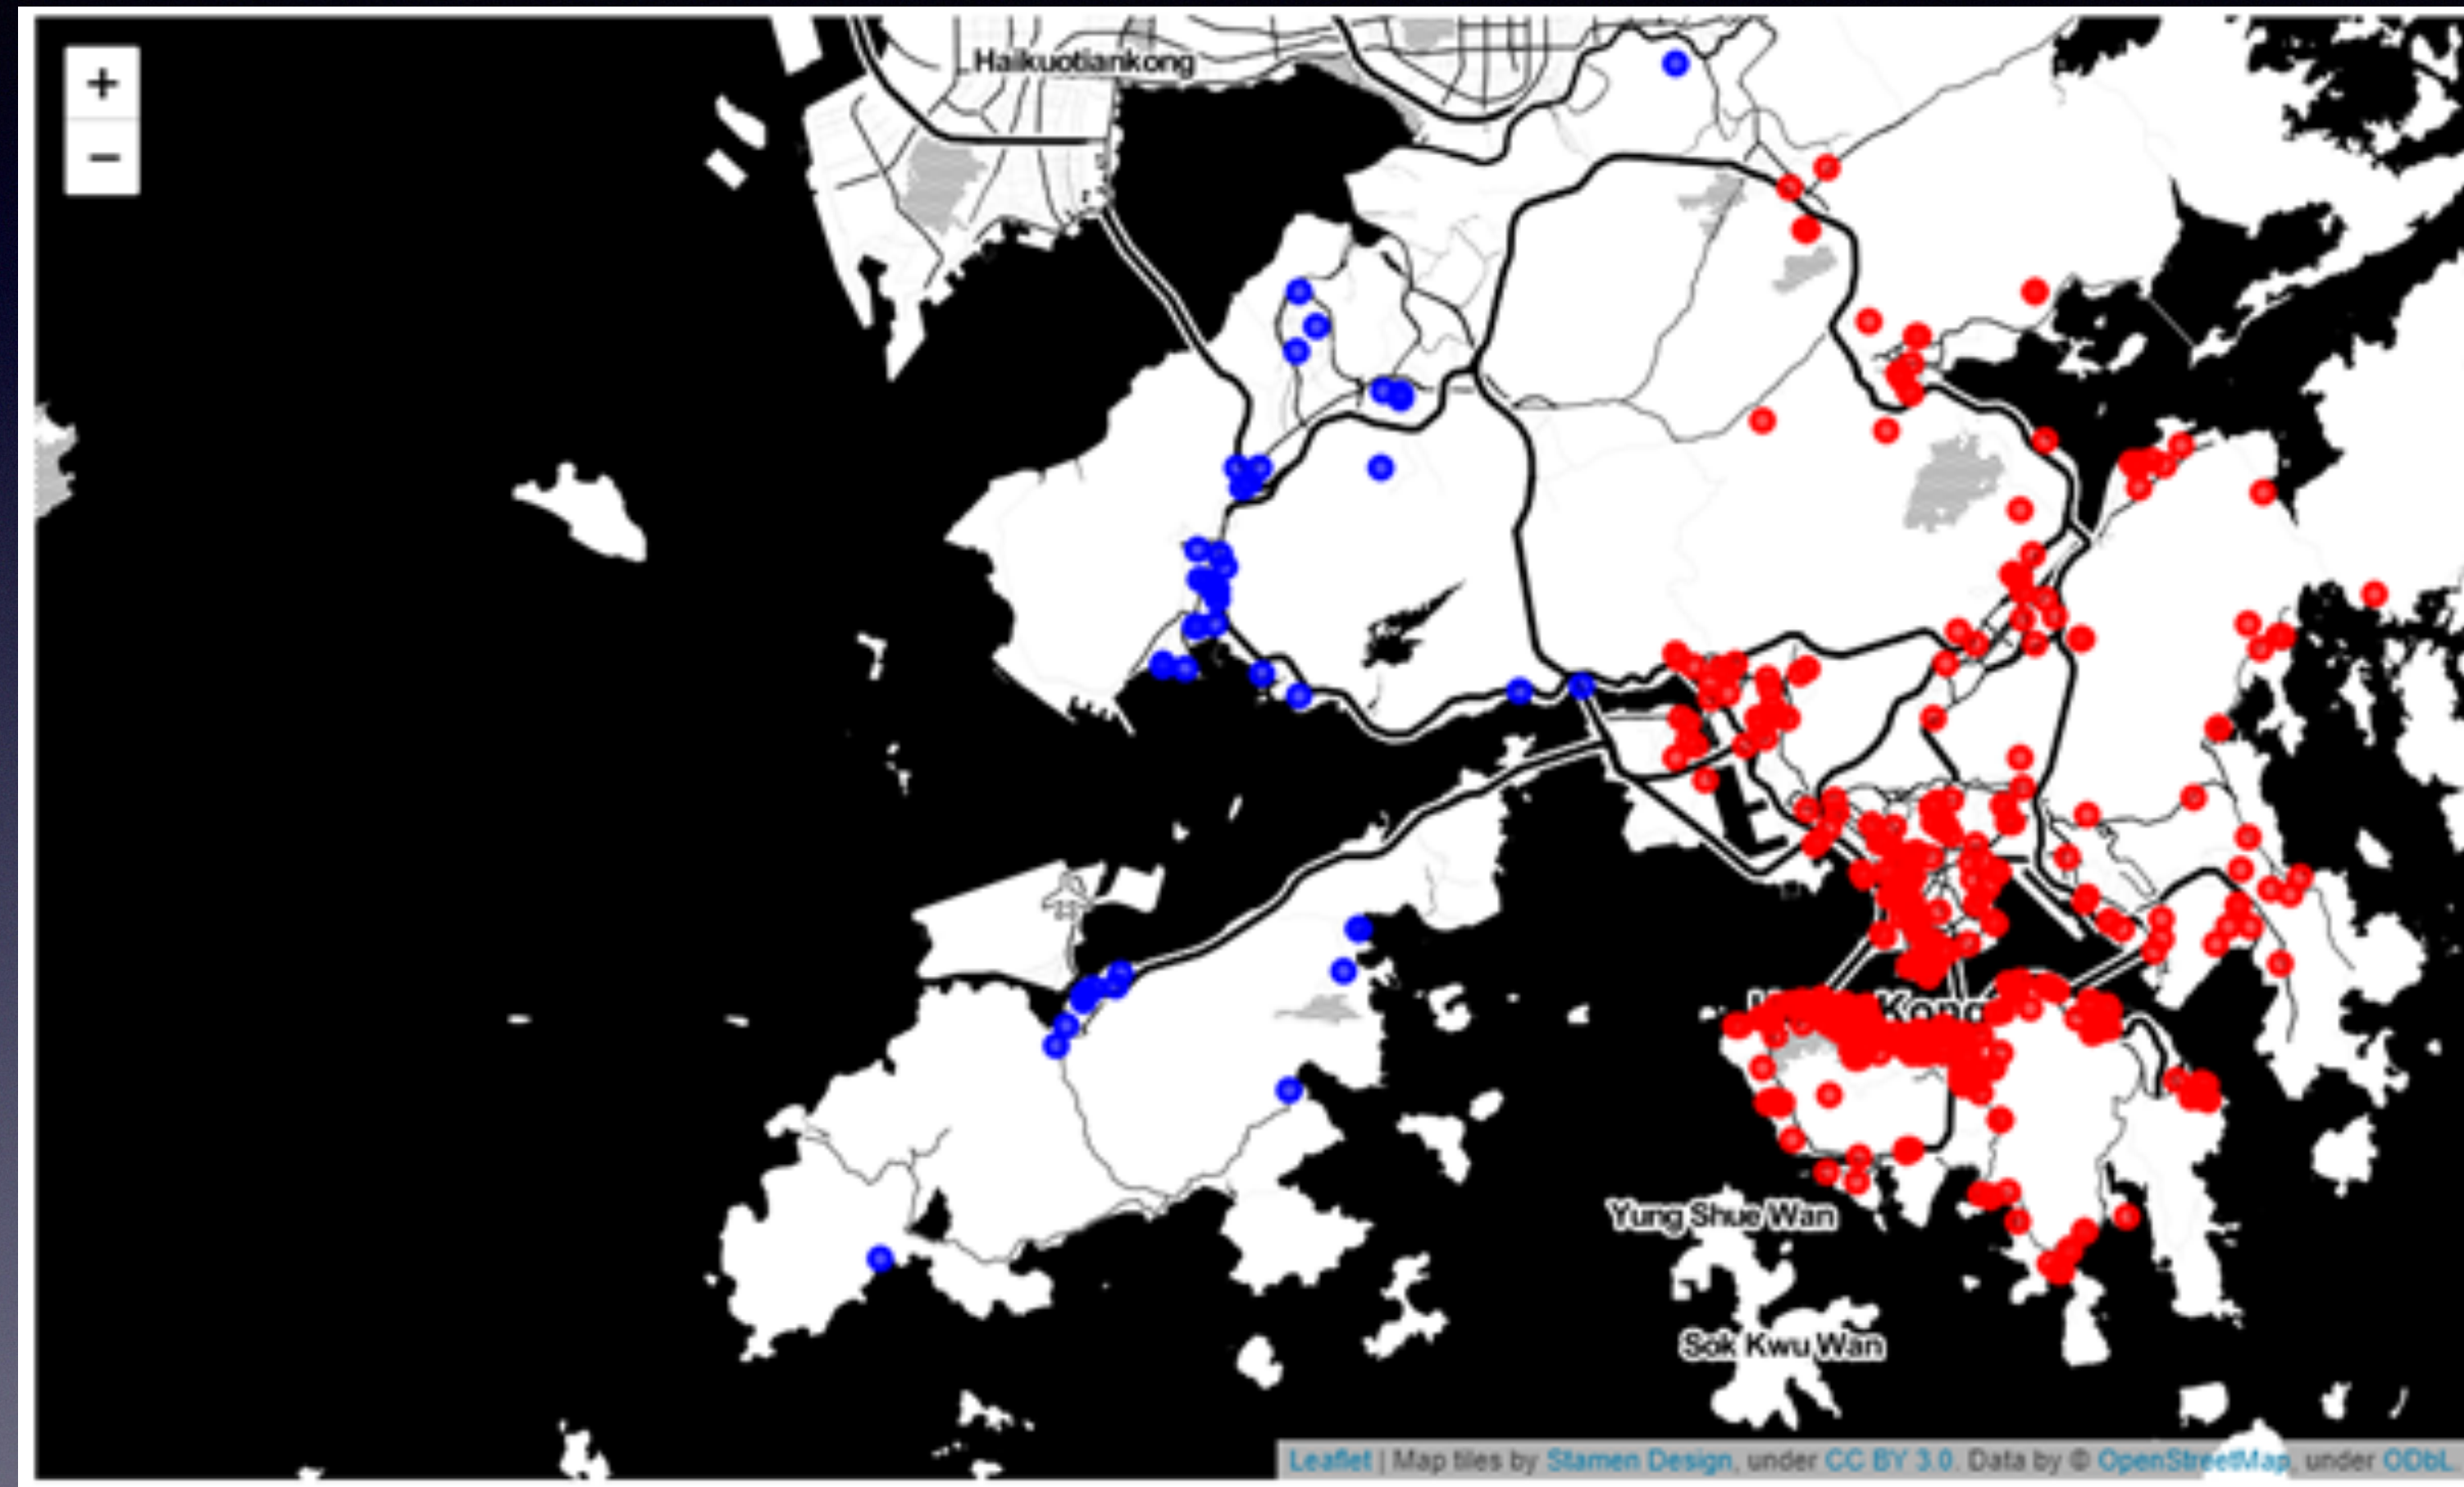 +
−
Haikuotiankong
Kong
Yung Shue Wan
Sok Kwu Wan
Leaflet | Map tiles by Stamen Design, under CC BY 3.0. Data by © OpenStreetMap, under ODbL.